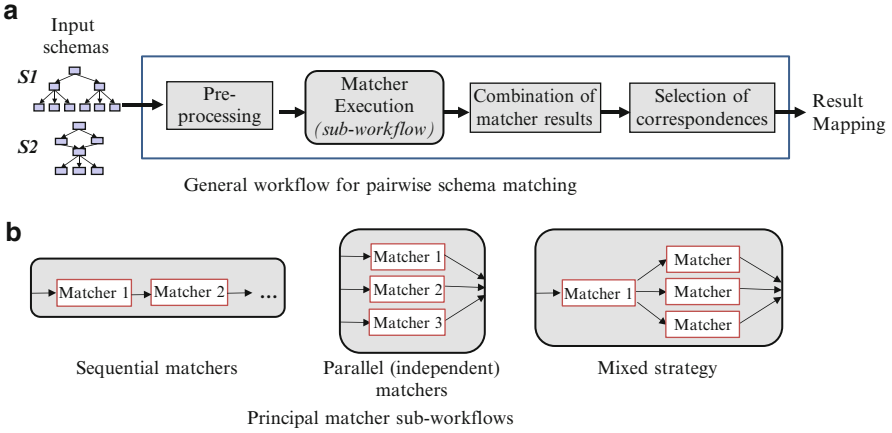 a
Input
schemas
S1
S2
Pre-
processing
Matcher
Execution
(sub-workflow)
Combination of
matcher results
Selection of
correspondences
Result
Mapping
General workflow for pairwise schema matching
b
Matcher 1
Matcher 2
...
Sequential matchers
Matcher 1
Matcher 2
Matcher 3
Parallel (independent)
matchers
Matcher 1
Matcher
Matcher
Matcher
Mixed strategy
Principal matcher sub-workflows